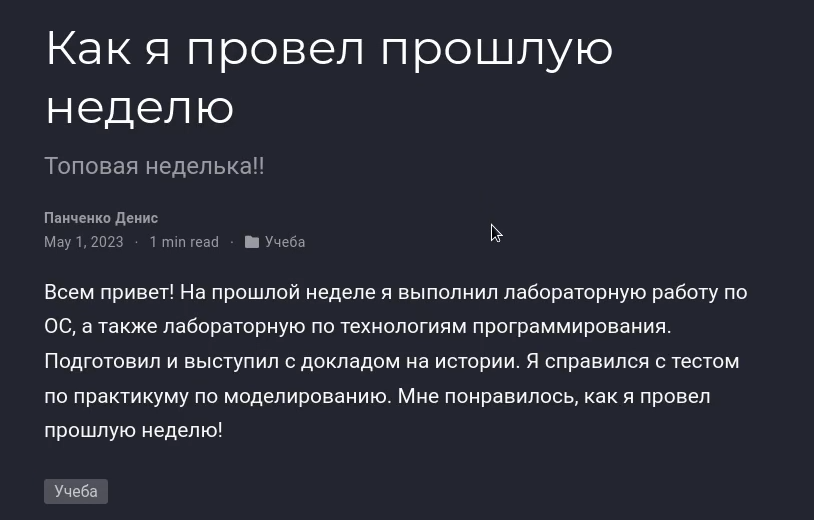 Как я провел прошлую
неделю
Топовая неделька!!
Панченко Денис
May 1, 2023 · 1 min read · Учеба
Всем привет! На прошлой неделе я выполнил лабораторную работу по
ОС, а также лабораторную по технологиям программирования.
Подготовил и выступил с докладом на истории. Я справился с тестом
по практикуму по моделированию. Мне понравилось, как я провел
прошлую неделю!
Учеба